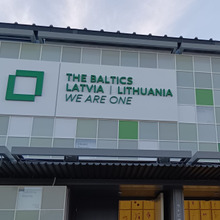 THE BALTICS
LATVIA | LITHUANIA
WE ARE ONE